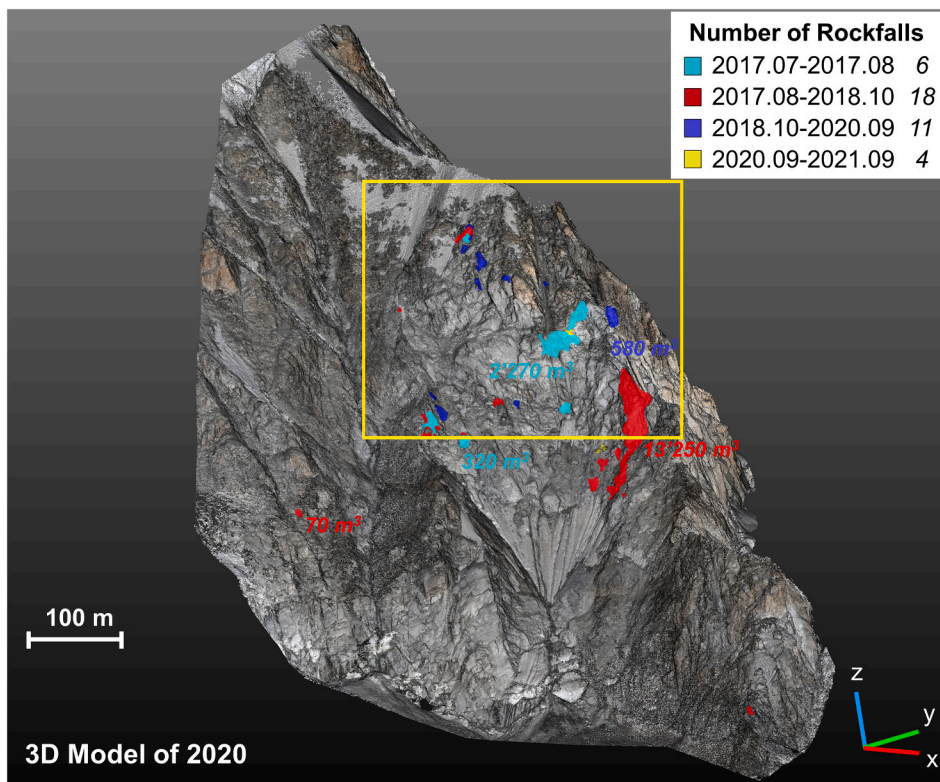 Number of Rockfalls
2017.07-2017.08 6
2017.08-2018.10 18
2018.10-2020.09 11
2020.09-2021.09 4
580 m³
2'270 m³
13'250 m³
320 m³
70 m³
100 m
3D Model of 2020
z
y
x